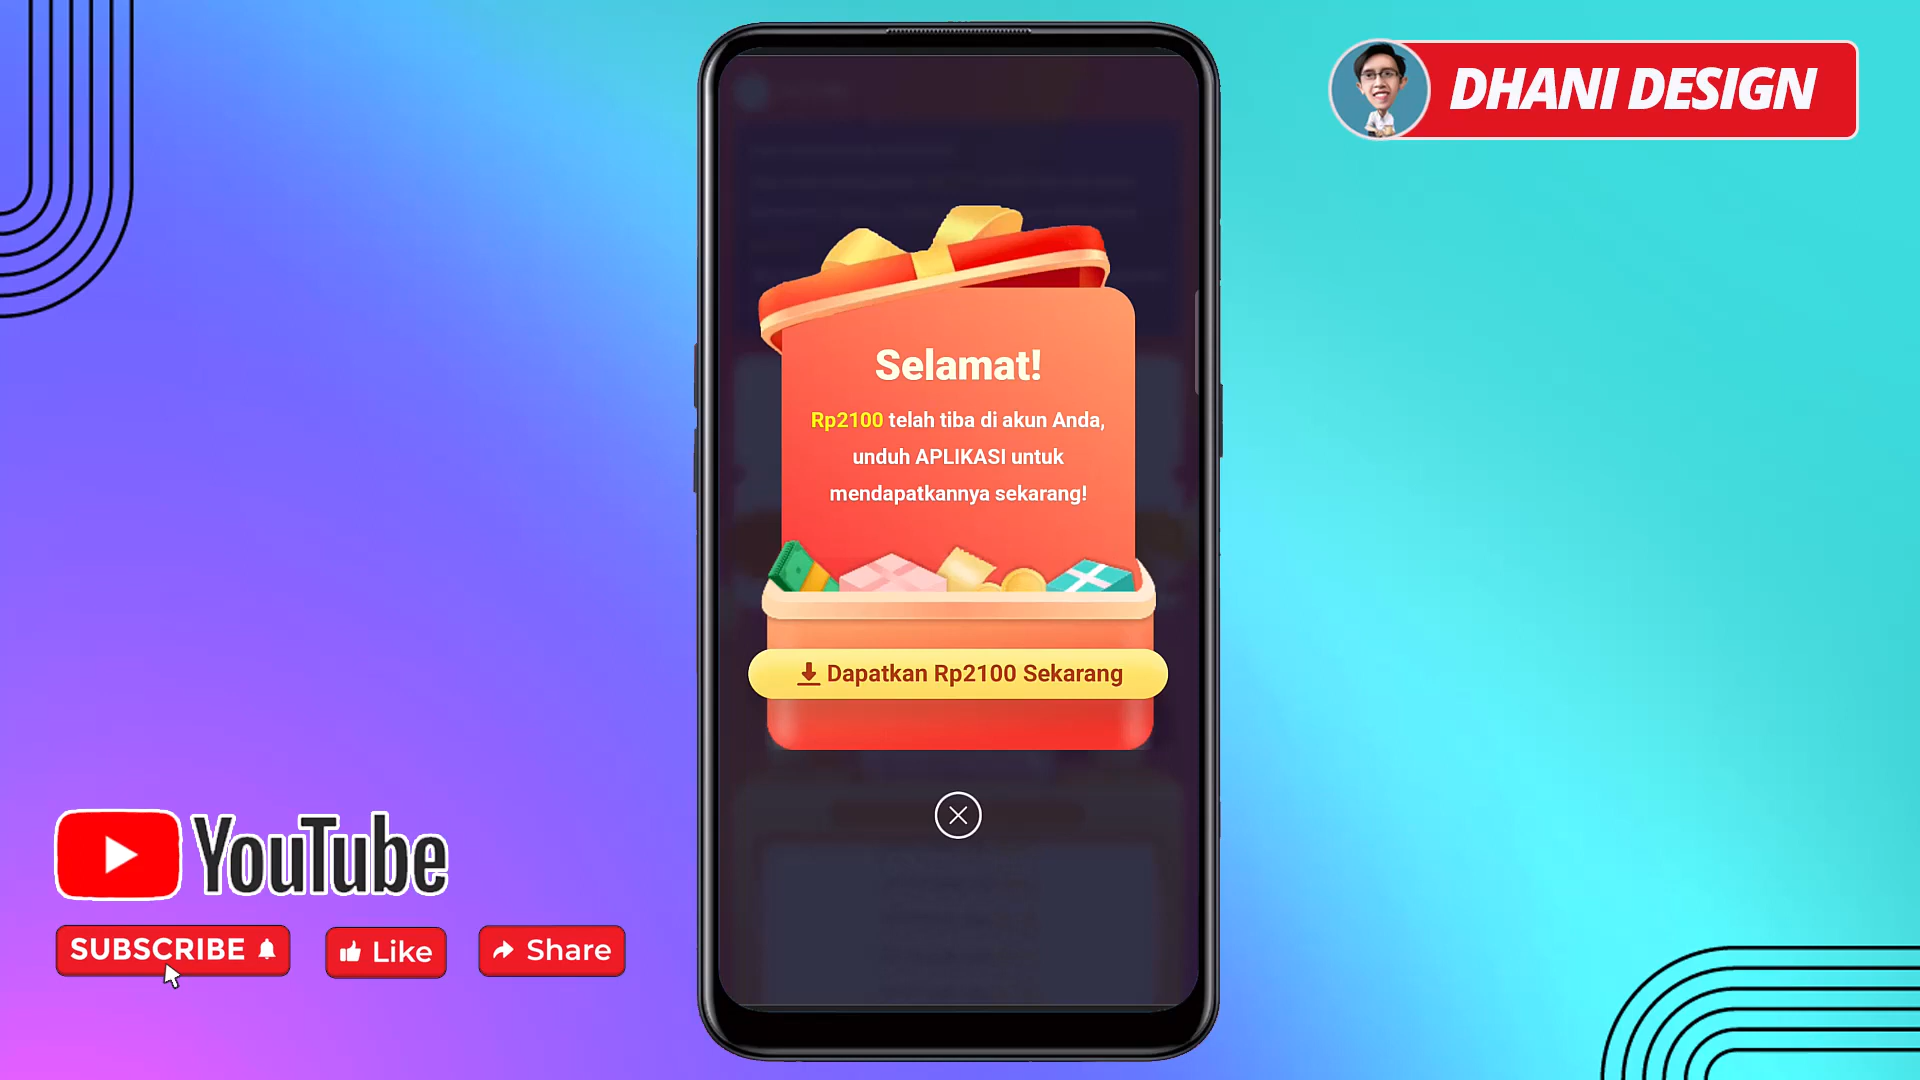 DHANI DESIGN
Selamat!
Rp2100 telah tiba di akun Anda,
unduh APLIKASI untuk
mendapatkannya sekarang!
Dapatkan Rp2100 Sekarang
YouTube
SUBSCRIBE
Like
Share